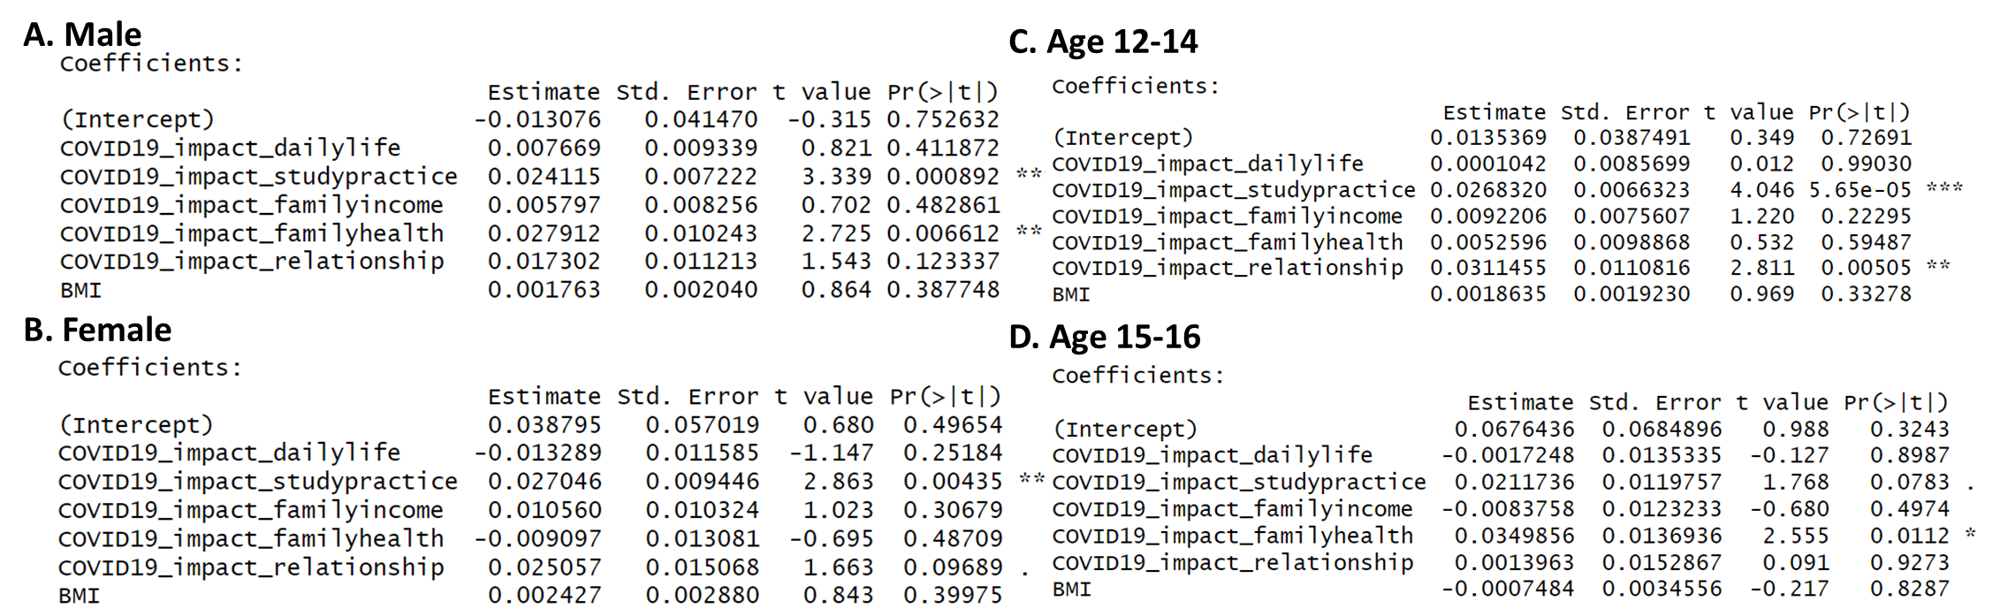 A. Male
Coefficients:
Estimate Std. Error t value Pr(>|t|)
(Intercept) -0.013076 0.041470 -0.315 0.752632
COVID19_impact_dailylife 0.007669 0.009339 0.821 0.411872
COVID19_impact_studypractice 0.024115 0.007222 3.339 0.000892 **
COVID19_impact_familyincome 0.005797 0.008256 0.702 0.482861
COVID19_impact_familyhealth 0.027912 0.010243 2.725 0.006612 **
COVID19_impact_relationship 0.017302 0.011213 1.543 0.123337
BMI 0.001763 0.002040 0.864 0.387748
B. Female
Coefficients:
Estimate Std. Error t value Pr(>|t|)
(Intercept) 0.038795 0.057019 0.680 0.49654
COVID19_impact_dailylife -0.013289 0.011585 -1.147 0.25184
COVID19_impact_studypractice 0.027046 0.009446 2.863 0.00435 **
COVID19_impact_familyincome 0.010560 0.010324 1.023 0.30679
COVID19_impact_familyhealth -0.009097 0.013081 -0.695 0.48709
COVID19_impact_relationship 0.025057 0.015068 1.663 0.09689 .
BMI 0.002427 0.002880 0.843 0.39975
C. Age 12-14
Coefficients:
Estimate Std. Error t value Pr(>|t|)
(Intercept) 0.0135369 0.0387491 0.349 0.72691
COVID19_impact_dailylife 0.0001042 0.0085699 0.012 0.99030
COVID19_impact_studypractice 0.0268320 0.0066323 4.046 5.65e-05 ***
COVID19_impact_familyincome 0.0092206 0.0075607 1.220 0.22295
COVID19_impact_familyhealth 0.0052596 0.0098868 0.532 0.59487
COVID19_impact_relationship 0.0311455 0.0110816 2.811 0.00505 **
BMI 0.0018635 0.0019230 0.969 0.33278
D. Age 15-16
Coefficients:
Estimate Std. Error t value Pr(>|t|)
(Intercept) 0.0676436 0.0684896 0.988 0.3243
COVID19_impact_dailylife -0.0017248 0.0135335 -0.127 0.8987
COVID19_impact_studypractice 0.0211736 0.0119757 1.768 0.0783 .
COVID19_impact_familyincome -0.0083758 0.0123233 -0.680 0.4974
COVID19_impact_familyhealth 0.0349856 0.0136936 2.555 0.0112 *
COVID19_impact_relationship 0.0013963 0.0152867 0.091 0.9273
BMI -0.0007484 0.0034556 -0.217 0.8287